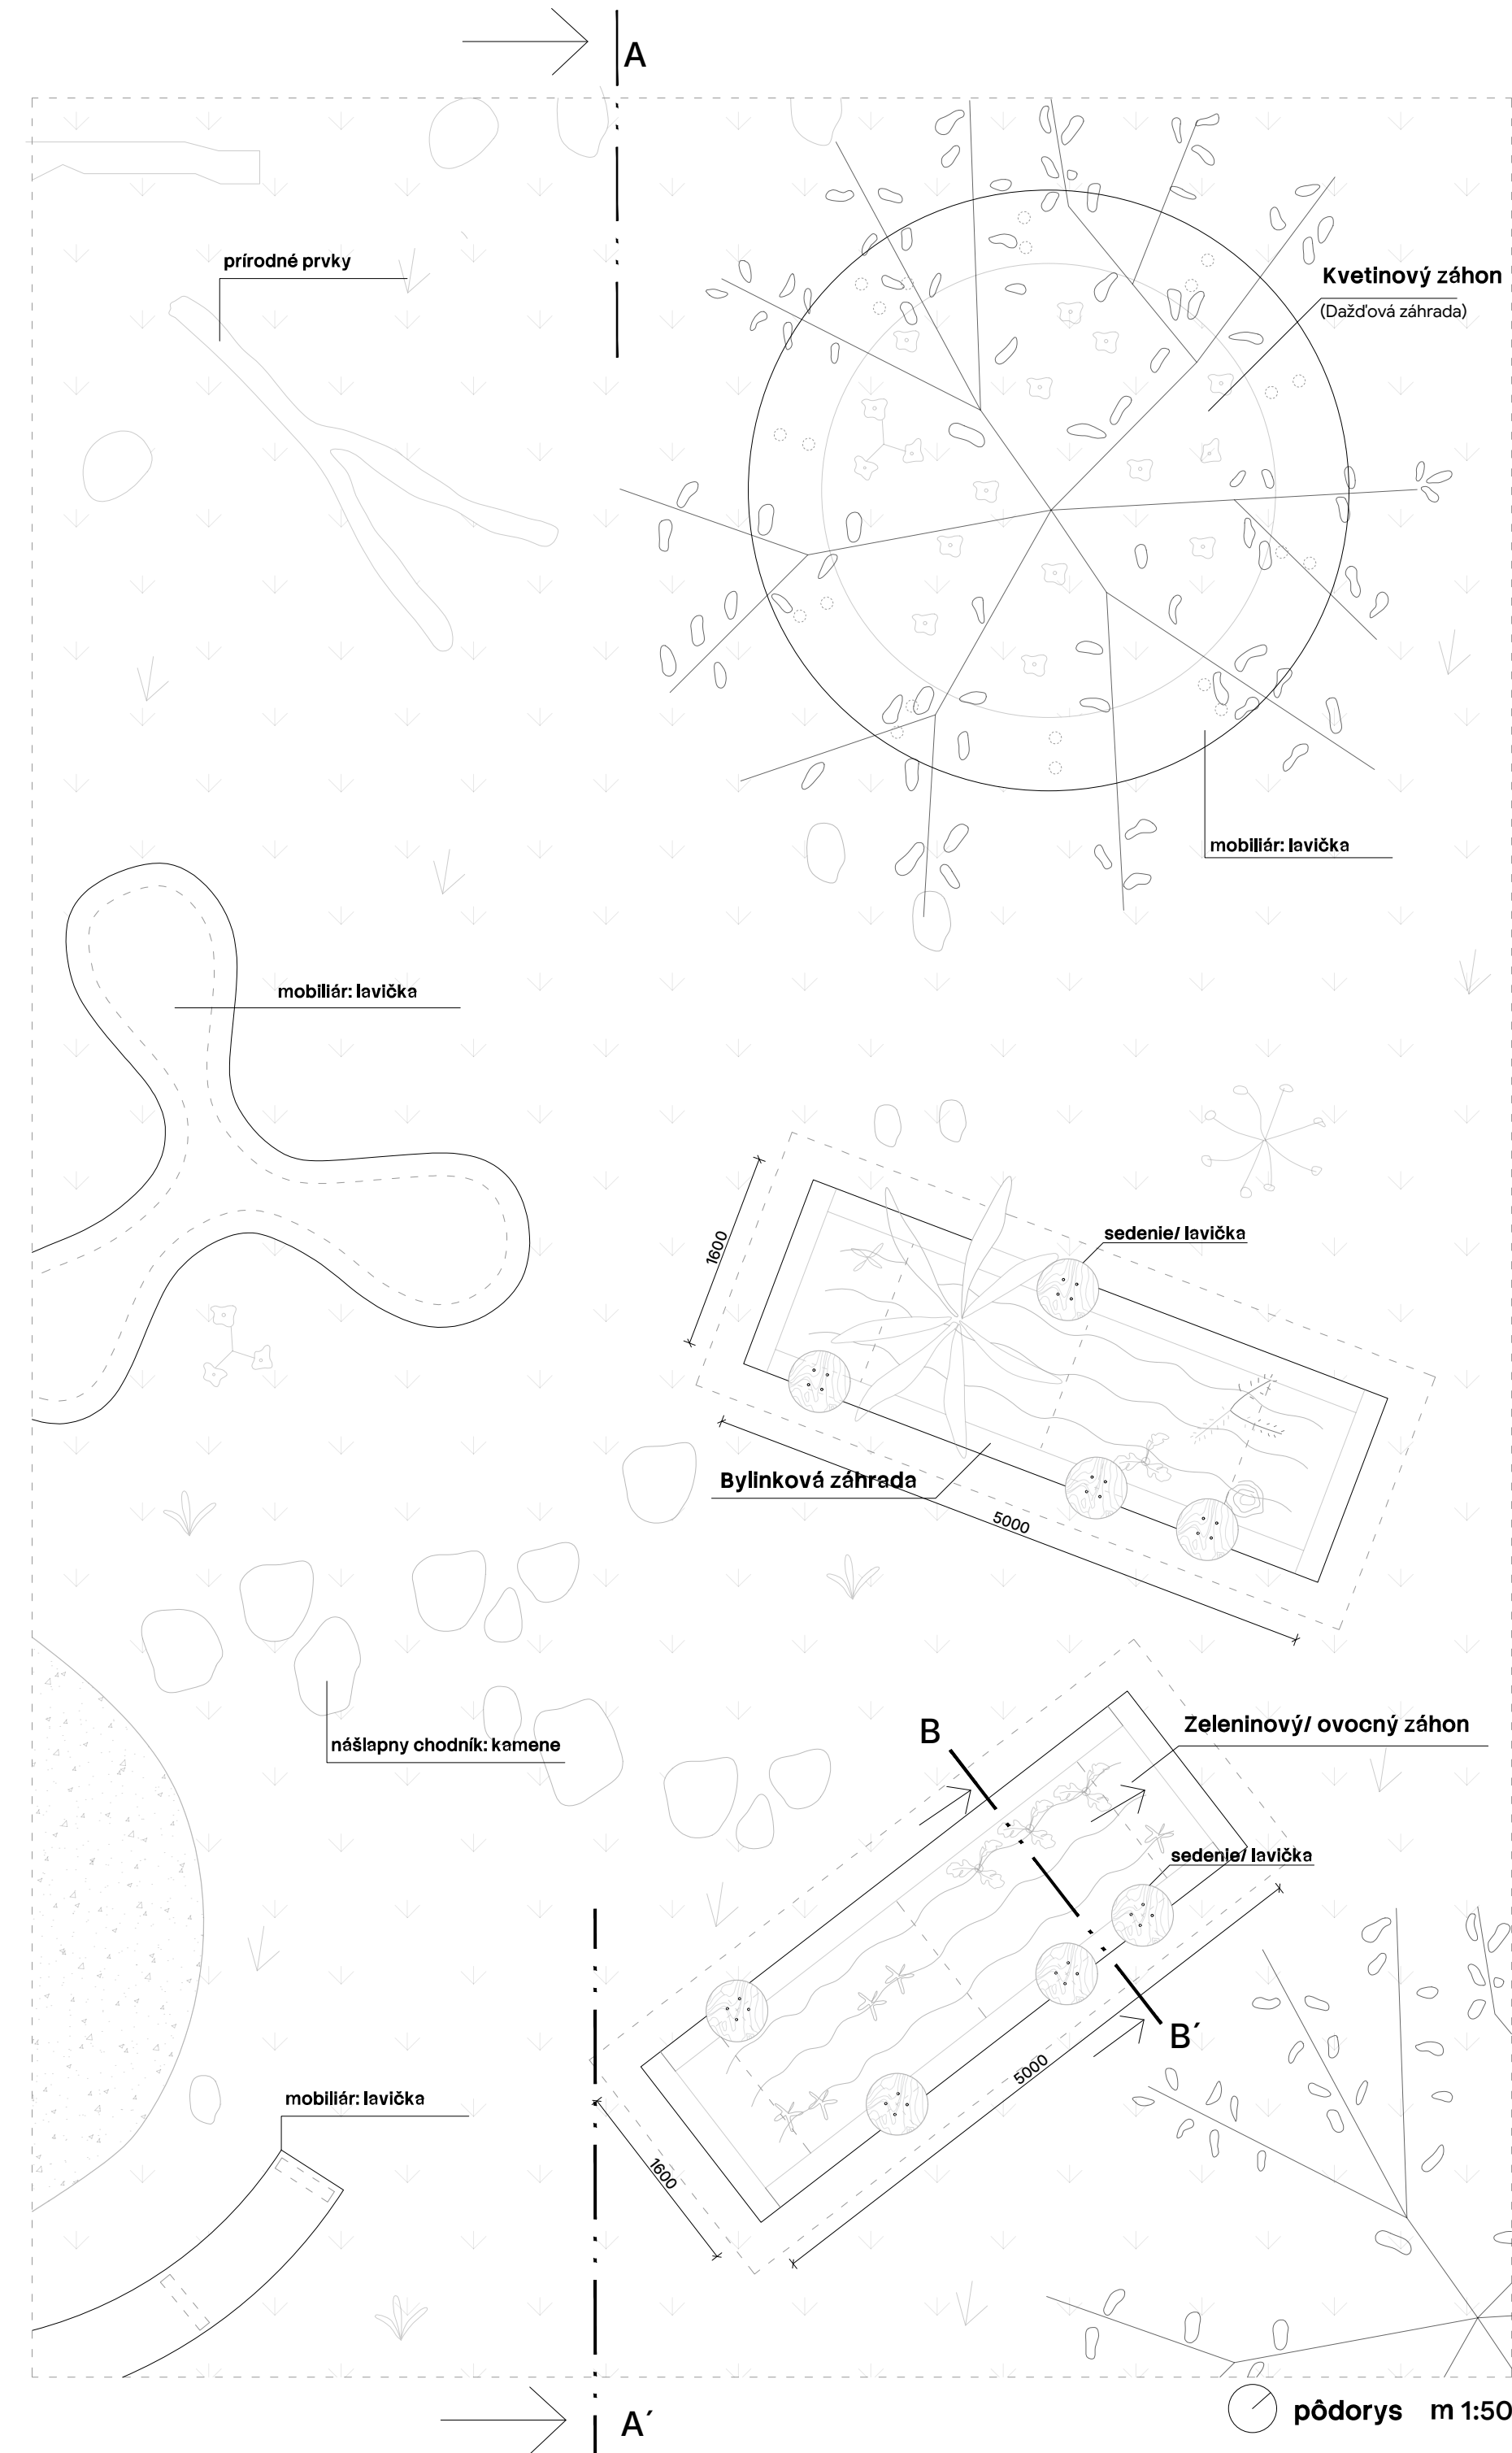 A
prírodné prvky
Kvetinový záhon
(Dažďová záhrada)
mobiliár: lavička
mobiliár: lavička
sedenie/ lavička
1600
Bylinková záhrada
5000
B
Zeleninový/ ovocný záhon
nášlapny chodník: kamene
sedenie/ lavička
B´
5000
mobiliár: lavička
1600
A´
pôdorys m 1:50